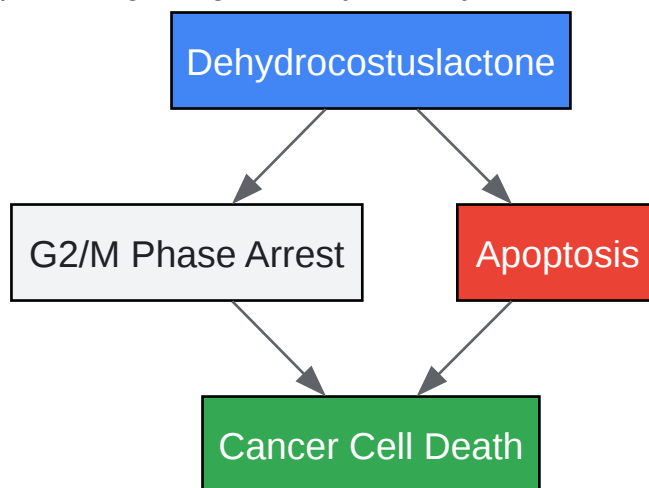 Dehydrocostuslactone
G2/M Phase Arrest
Apoptosis
Cancer Cell Death